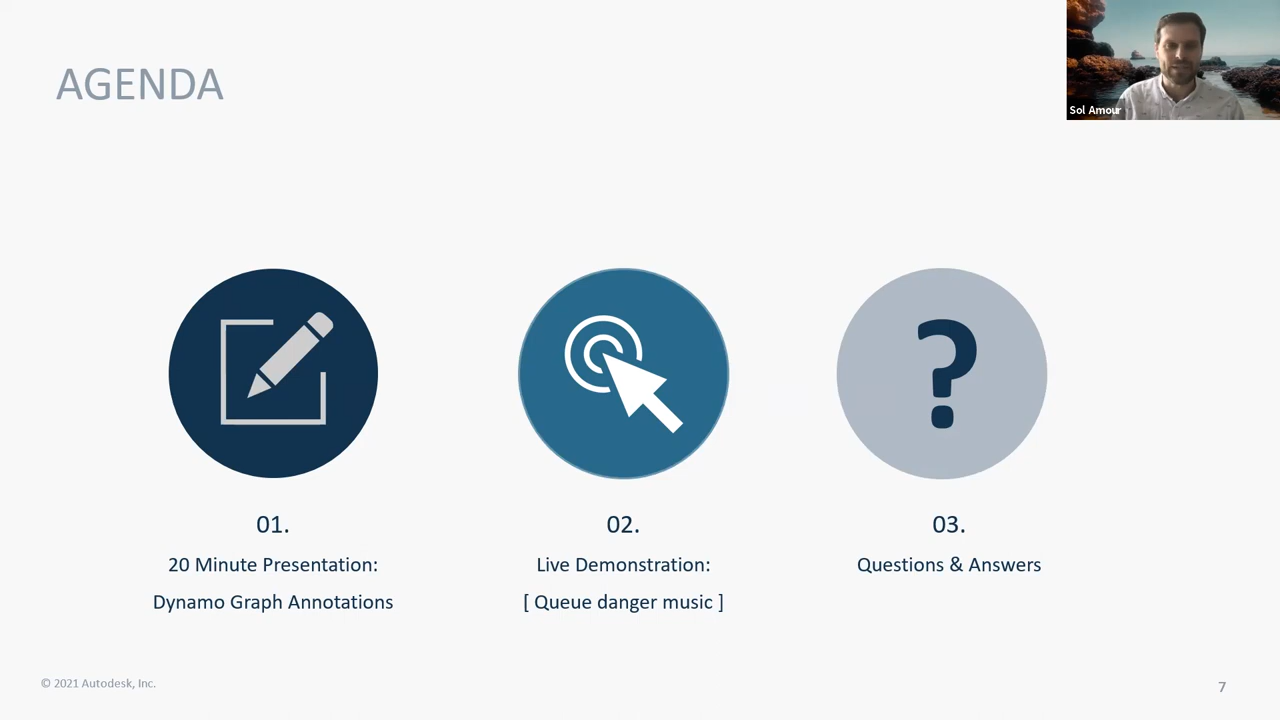 AGENDA
Sol Amour
01.
20 Minute Presentation:
Dynamo Graph Annotations
02.
Live Demonstration:
[ Queue danger music ]
03.
Questions & Answers
© 2021 Autodesk, Inc.
7